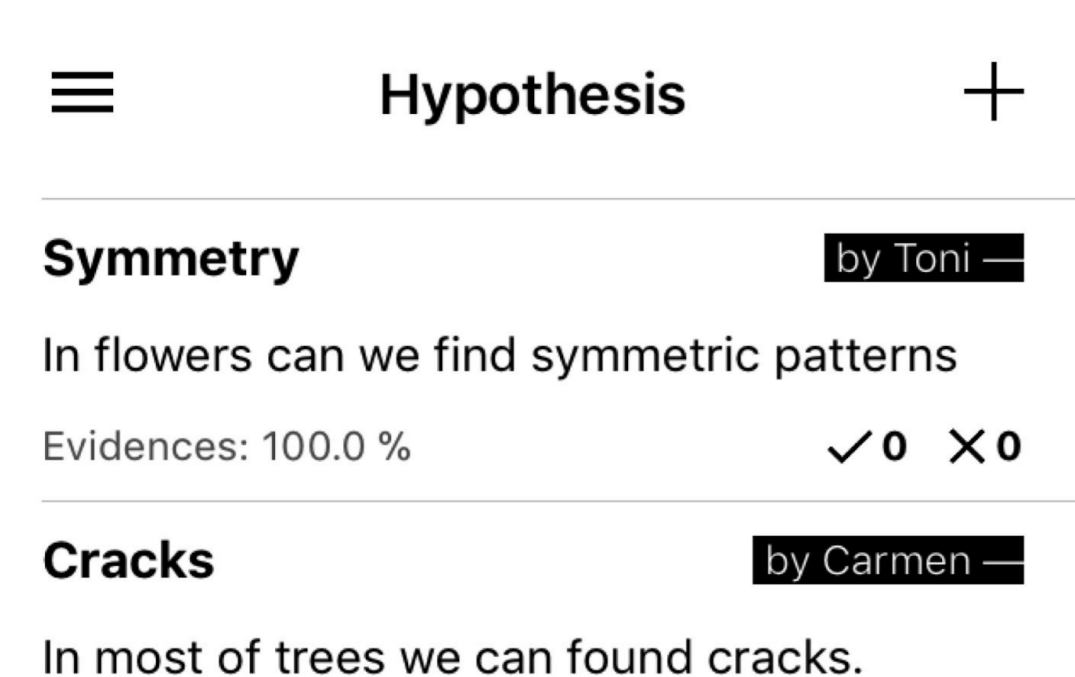 Hypothesis
Symmetry by Toni —
In flowers can we find symmetric patterns
Evidences: 100.0 % 0 0
Cracks by Carmen —
In most of trees we can found cracks.